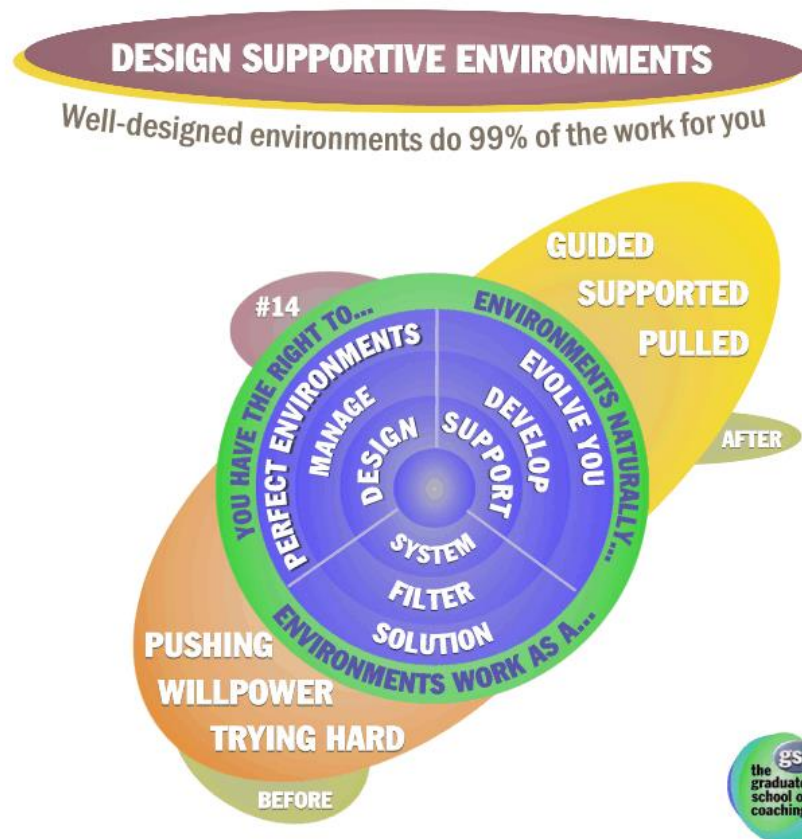 DESIGN SUPPORTIVE ENVIRONMENTS
Well-designed environments do 99% of the work for you
GUIDED
SUPPORTED
PULLED
AFTER
#14
YOU HAVE THE RIGHT TO...
PERFECT ENVIRONMENTS
MANAGE
DESIGN
ENVIRONMENTS NATURALLY...
EVOLVE YOU
DEVELOP
SUPPORT
SYSTEM
FILTER
SOLUTION
ENVIRONMENTS WORK AS A...
PUSHING
WILLPOWER
TRYING HARD
BEFORE
gs
the
graduate
school of
coaching